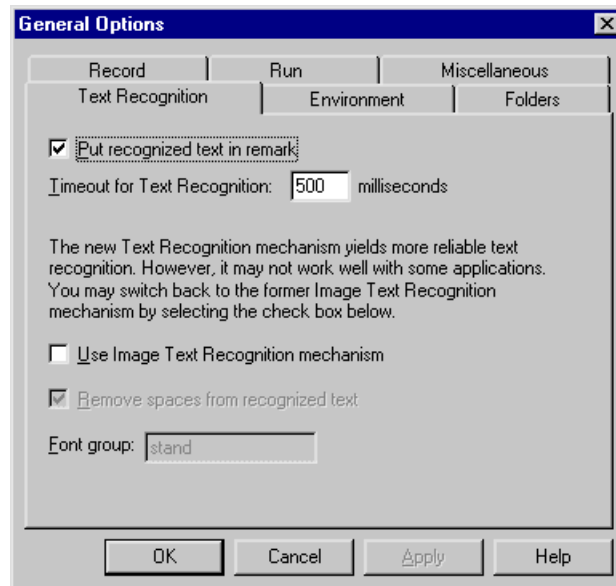 General Options
Record Run Miscellaneous
Text Recognition Environment Folders
Put recognized text in remark
Timeout for Text Recognition: 500 milliseconds
The new Text Recognition mechanism yields more reliable text
recognition. However, it may not work well with some applications.
You may switch back to the former Image Text Recognition
mechanism by selecting the check box below.
Use Image Text Recognition mechanism
Remove spaces from recognized text
Font group: stand
OK Cancel Apply Help